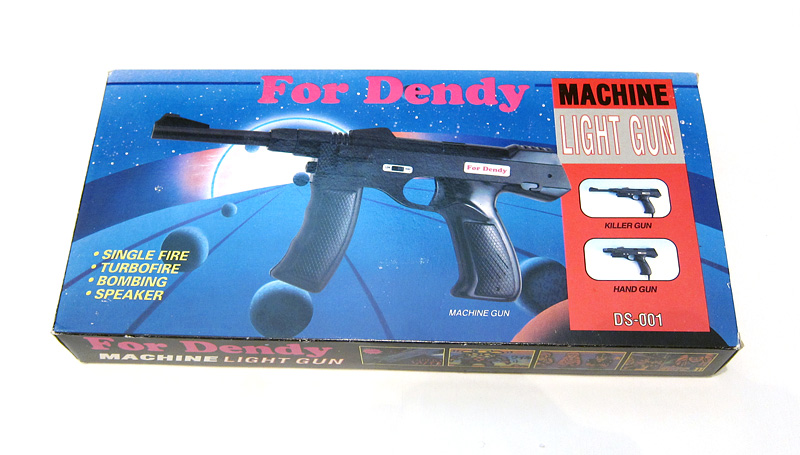 For Dendy
MACHINE
LIGHT GUN
For Dendy
KILLER GUN
• SINGLE FIRE
• TURBOFIRE
• BOMBING
• SPEAKER
HAND GUN
MACHINE GUN
DS-001
For Dendy
MACHINE LIGHT GUN